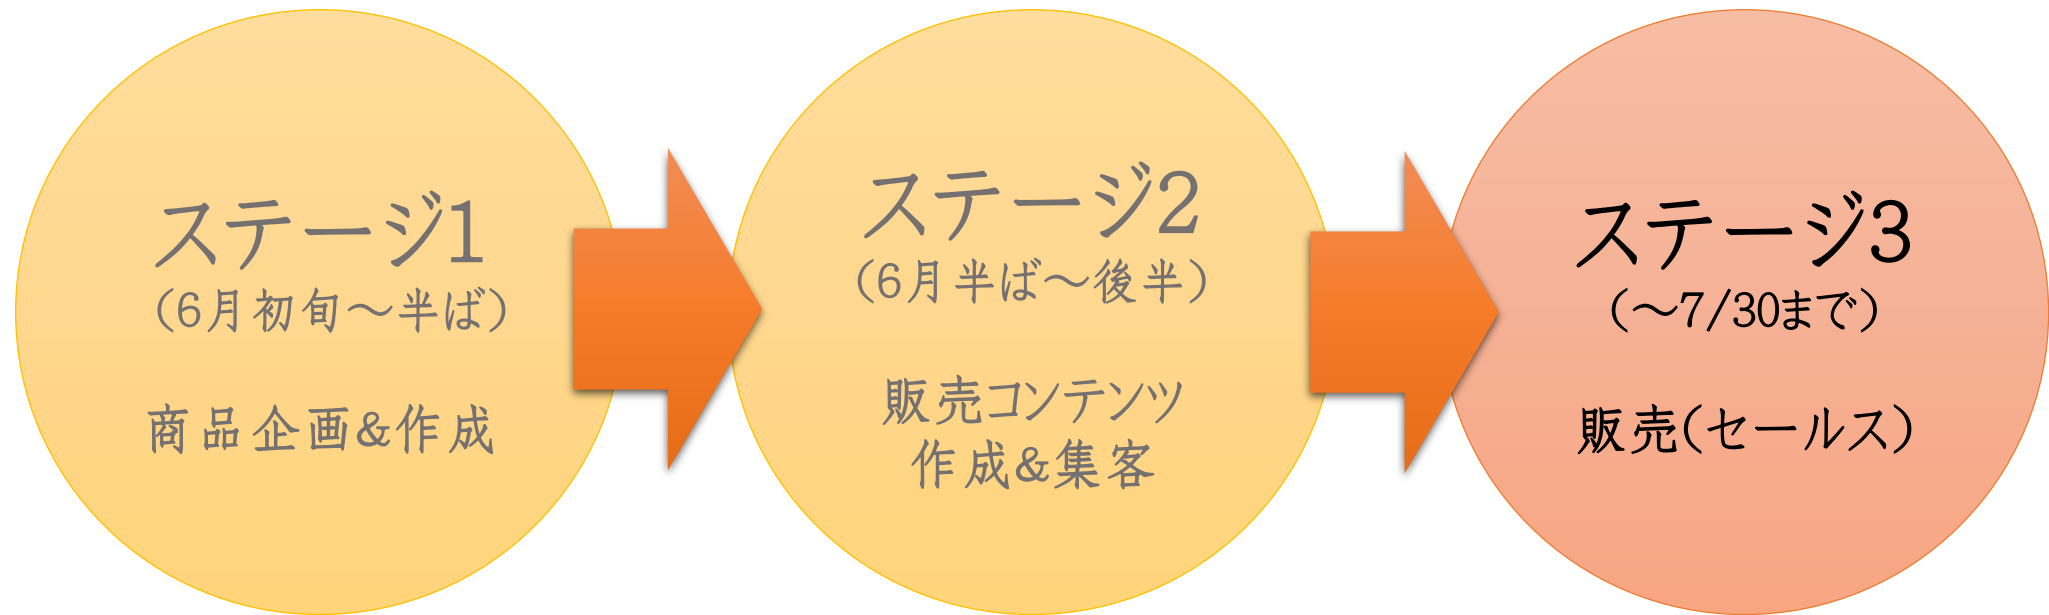 ステージ1
（6月初旬～半ば）
商品企画&作成
ステージ2
（6月半ば～後半）
販売コンテンツ
作成&集客
ステージ3
（～7/30まで）
販売(セールス)